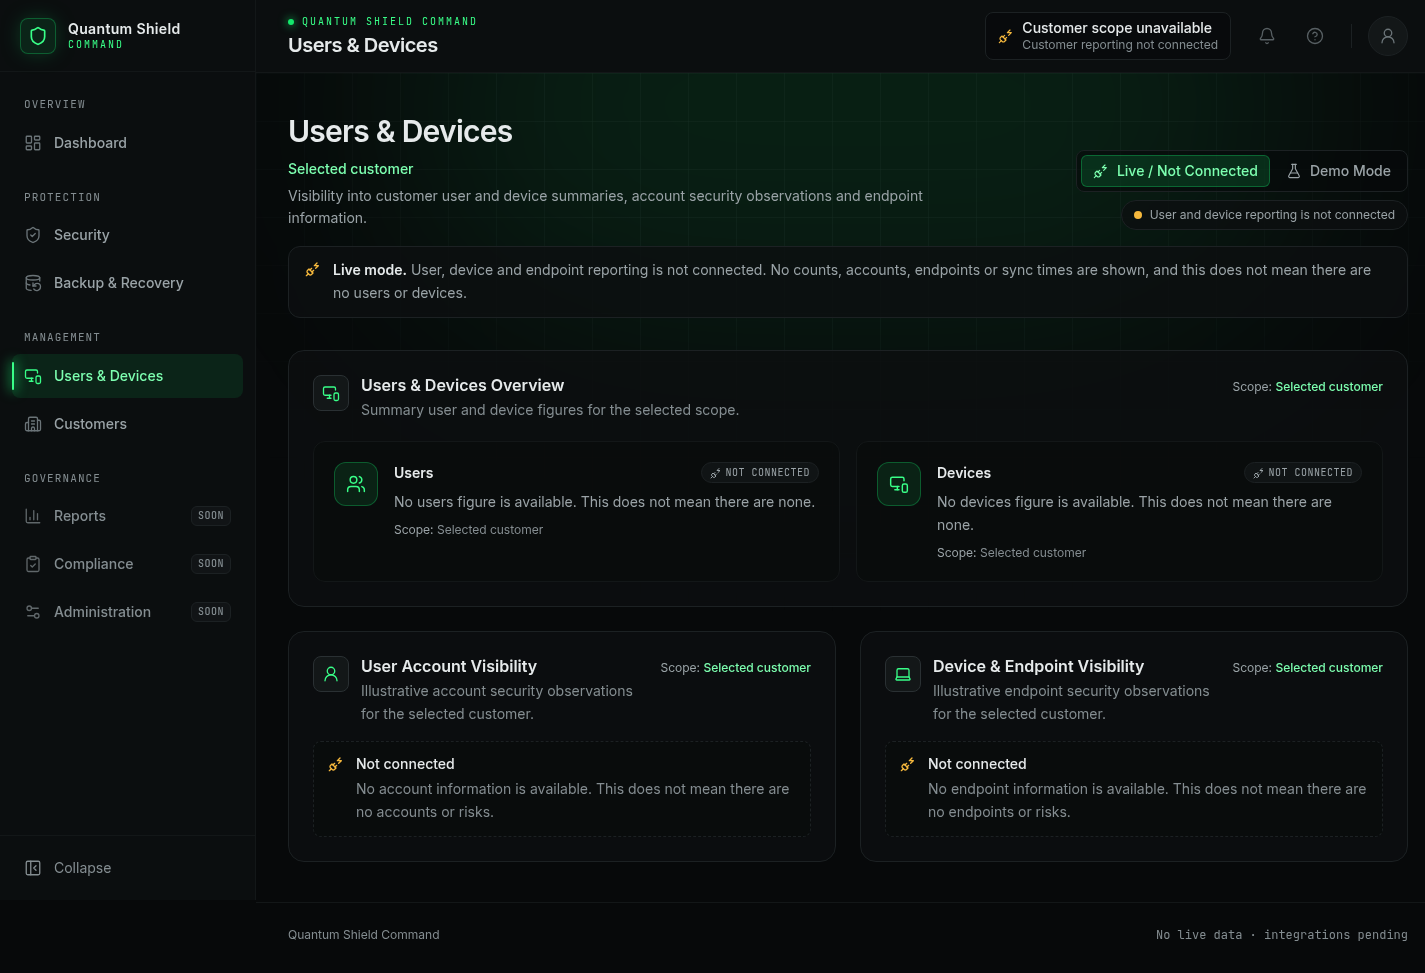 Quantum Shield
COMMAND
OVERVIEW
Dashboard
PROTECTION
Security
Backup & Recovery
MANAGEMENT
Users & Devices
Customers
GOVERNANCE
Reports
SOON
Compliance
SOON
Administration
SOON
Collapse
QUANTUM SHIELD COMMAND
Users & Devices
Customer scope unavailable
Customer reporting not connected
Users & Devices
Selected customer
Visibility into customer user and device summaries, account security observations and endpoint
information.
Live / Not Connected
Demo Mode
User and device reporting is not connected
Live mode. User, device and endpoint reporting is not connected. No counts, accounts, endpoints or sync times are shown, and this does not mean there are
no users or devices.
Users & Devices Overview
Summary user and device figures for the selected scope.
Scope: Selected customer
Users
NOT CONNECTED
No users figure is available. This does not mean there are none.
Scope: Selected customer
Devices
NOT CONNECTED
No devices figure is available. This does not mean there are
none.
Scope: Selected customer
User Account Visibility
Illustrative account security observations
for the selected customer.
Scope: Selected customer
Not connected
No account information is available. This does not mean there are
no accounts or risks.
Device & Endpoint Visibility
Illustrative endpoint security observations
for the selected customer.
Scope: Selected customer
Not connected
No endpoint information is available. This does not mean there are
no endpoints or risks.
Quantum Shield Command
No live data · integrations pending